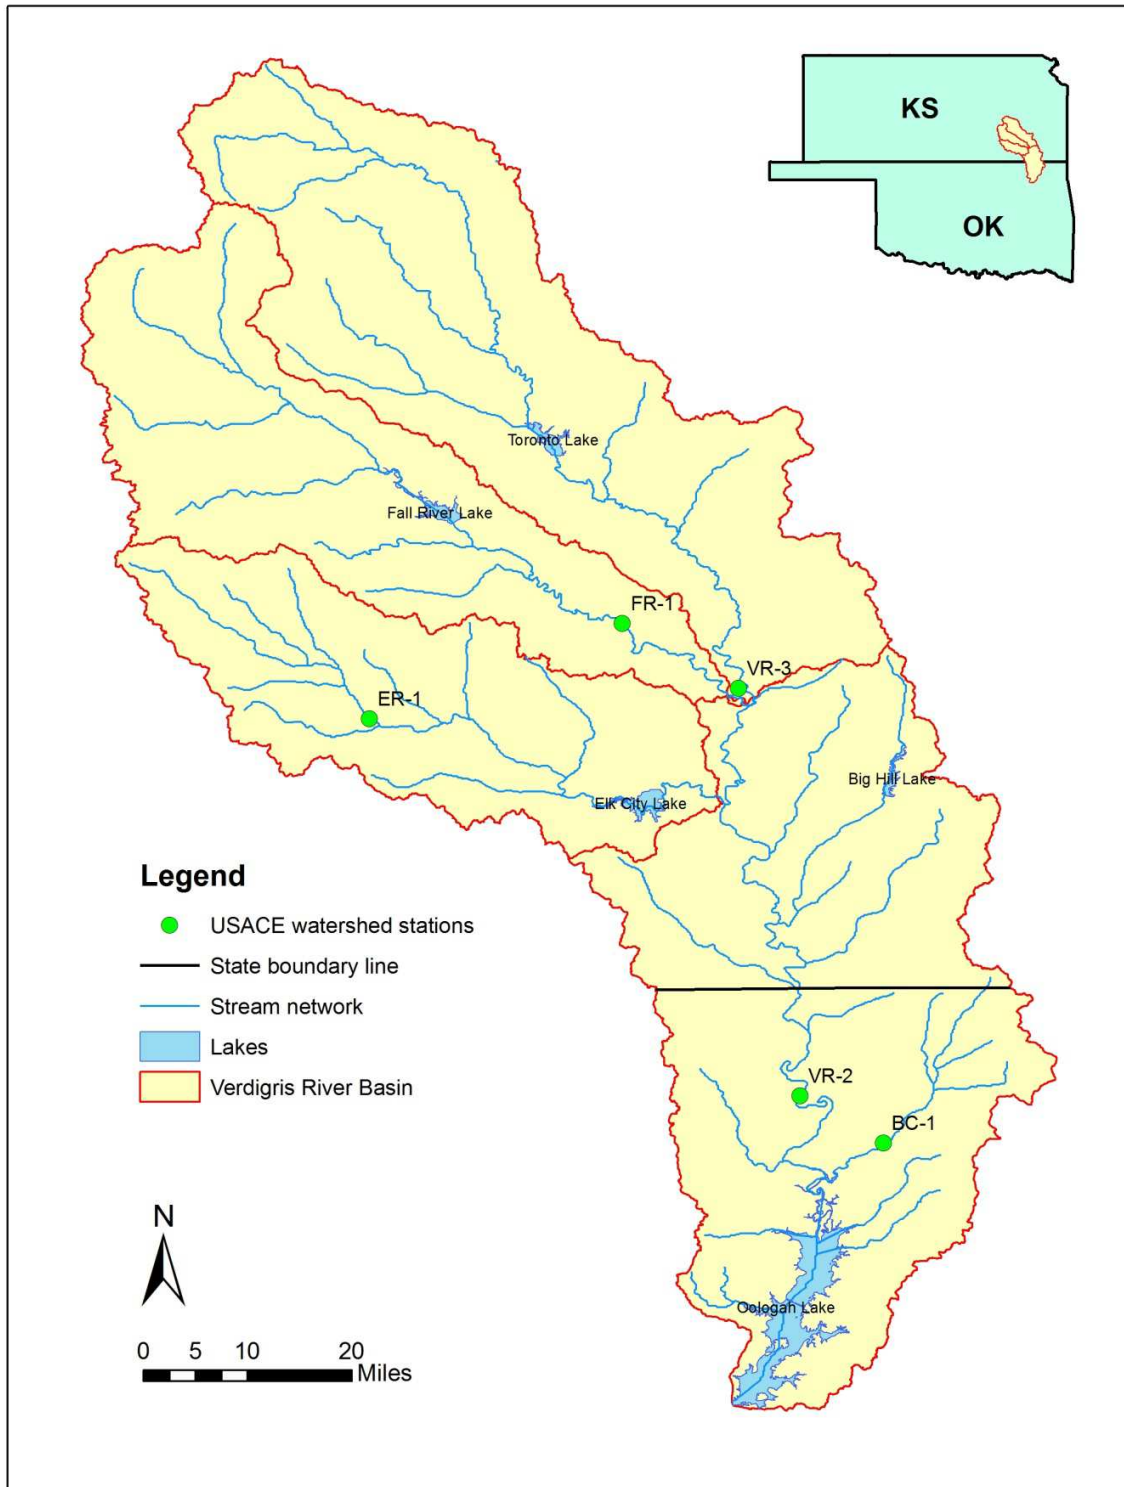 KS
OK
Toronto Lake
Fall River Lake
FR-1
VR-3
ER-1
Big Hill Lake
Elk City Lake
Legend
USACE watershed stations
State boundary line
Stream network
Lakes
Verdigris River Basin
VR-2
BC-1
N
Oologah Lake
0 5 10 20
Miles